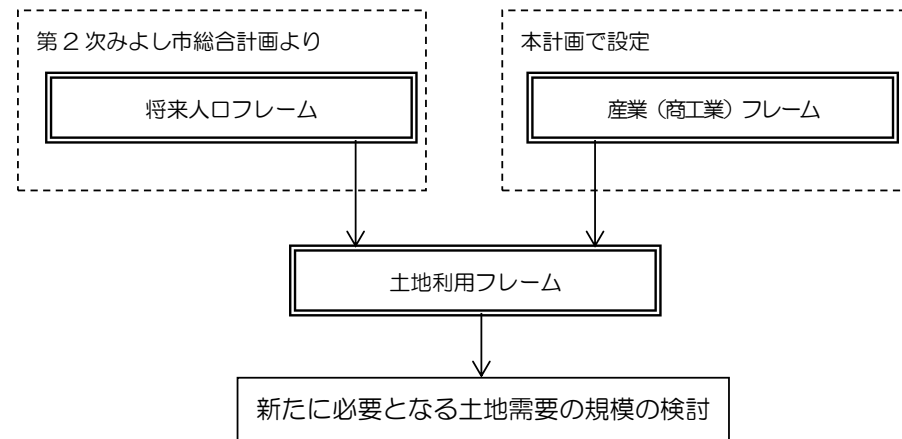 第２次みよし市総合計画より
将来人口フレーム
本計画で設定
産業（商工業）フレーム
土地利用フレーム
新たに必要となる土地需要の規模の検討